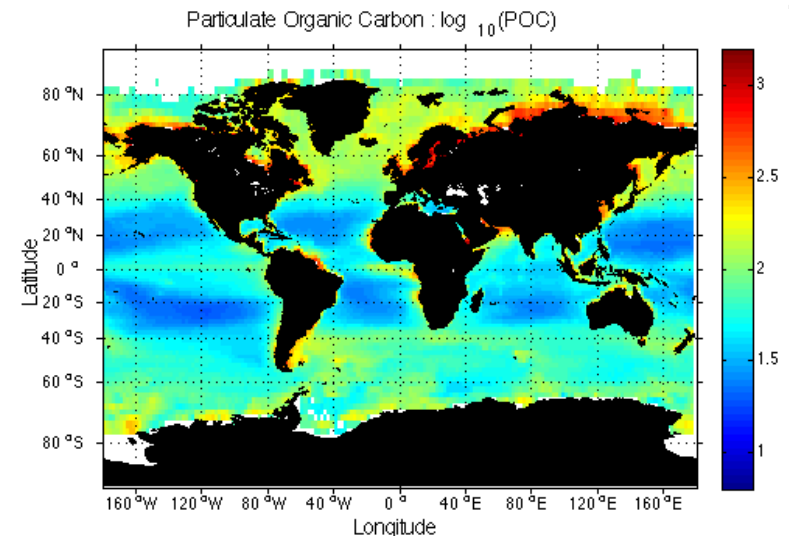 Particulate Organic Carbon : log 10(POC)
80 °N
60 °N
40 °N
20 °N
0 °
20 °S
40 °S
60 °S
80 °S
Latitude
160 °W 120 °W 80 °W 40 °W 0 ° 40 °E 80 °E 120 °E 160 °E
Longitude
3
2.5
2
1.5
1